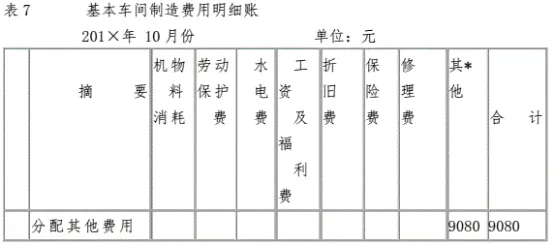 表7 基本车间制造费用明细账
201×年 10月份 单位：元
摘要 机物料消耗 劳动保护费 水电费 工资及福利费 折旧费 保险费 修理费 其*他 合计
分配其他费用 9080 9080